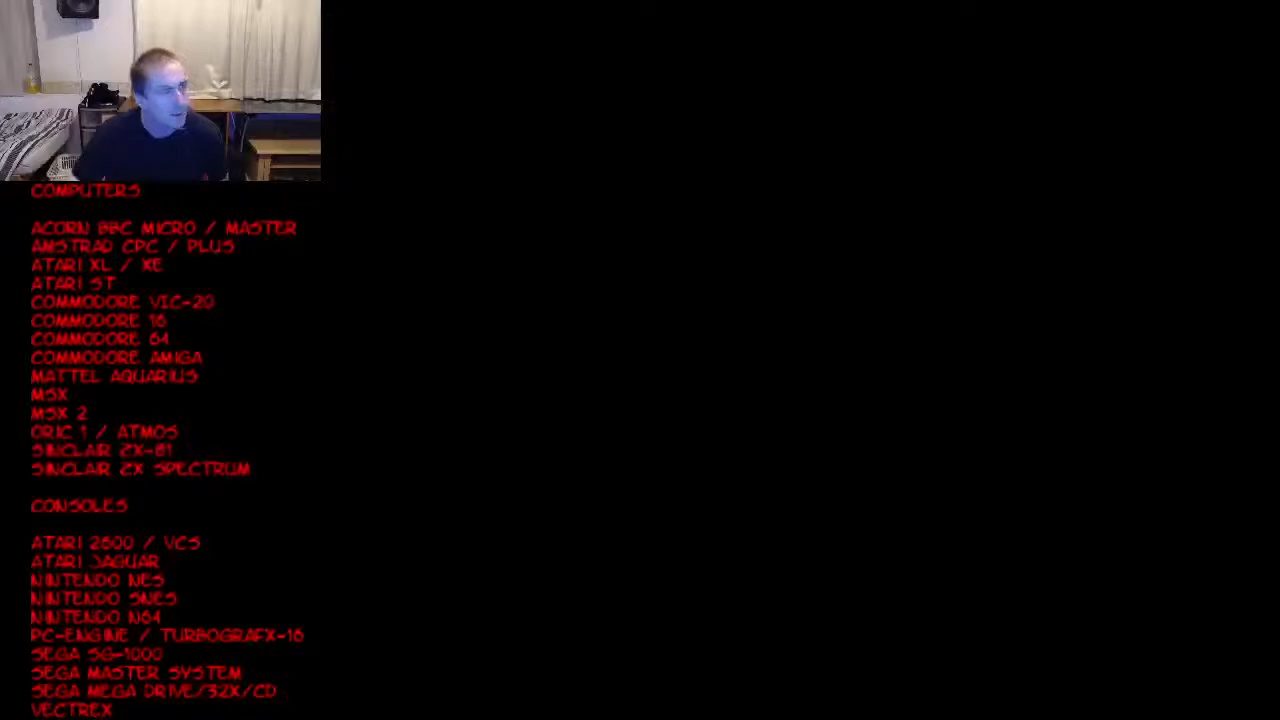 COMPUTERS
ACORN BBC MICRO / MASTER
AMSTRAD CPC / PLUS
ATARI XL / XE
ATARI ST
COMMODORE VIC-20
COMMODORE 16
COMMODORE 64
COMMODORE AMIGA
MATTEL AQUARIUS
MSX
MSX 2
ORIC 1 / ATMOS
SINCLAIR ZX-81
SINCLAIR ZX SPECTRUM
CONSOLES
ATARI 2600 / VCS
ATARI JAGUAR
NINTENDO NES
NINTENDO SNES
NINTENDO N64
PC-ENGINE / TURBOGRAFX-16
SEGA SG-1000
SEGA MASTER SYSTEM
SEGA MEGA DRIVE/32X/CD
VECTREX